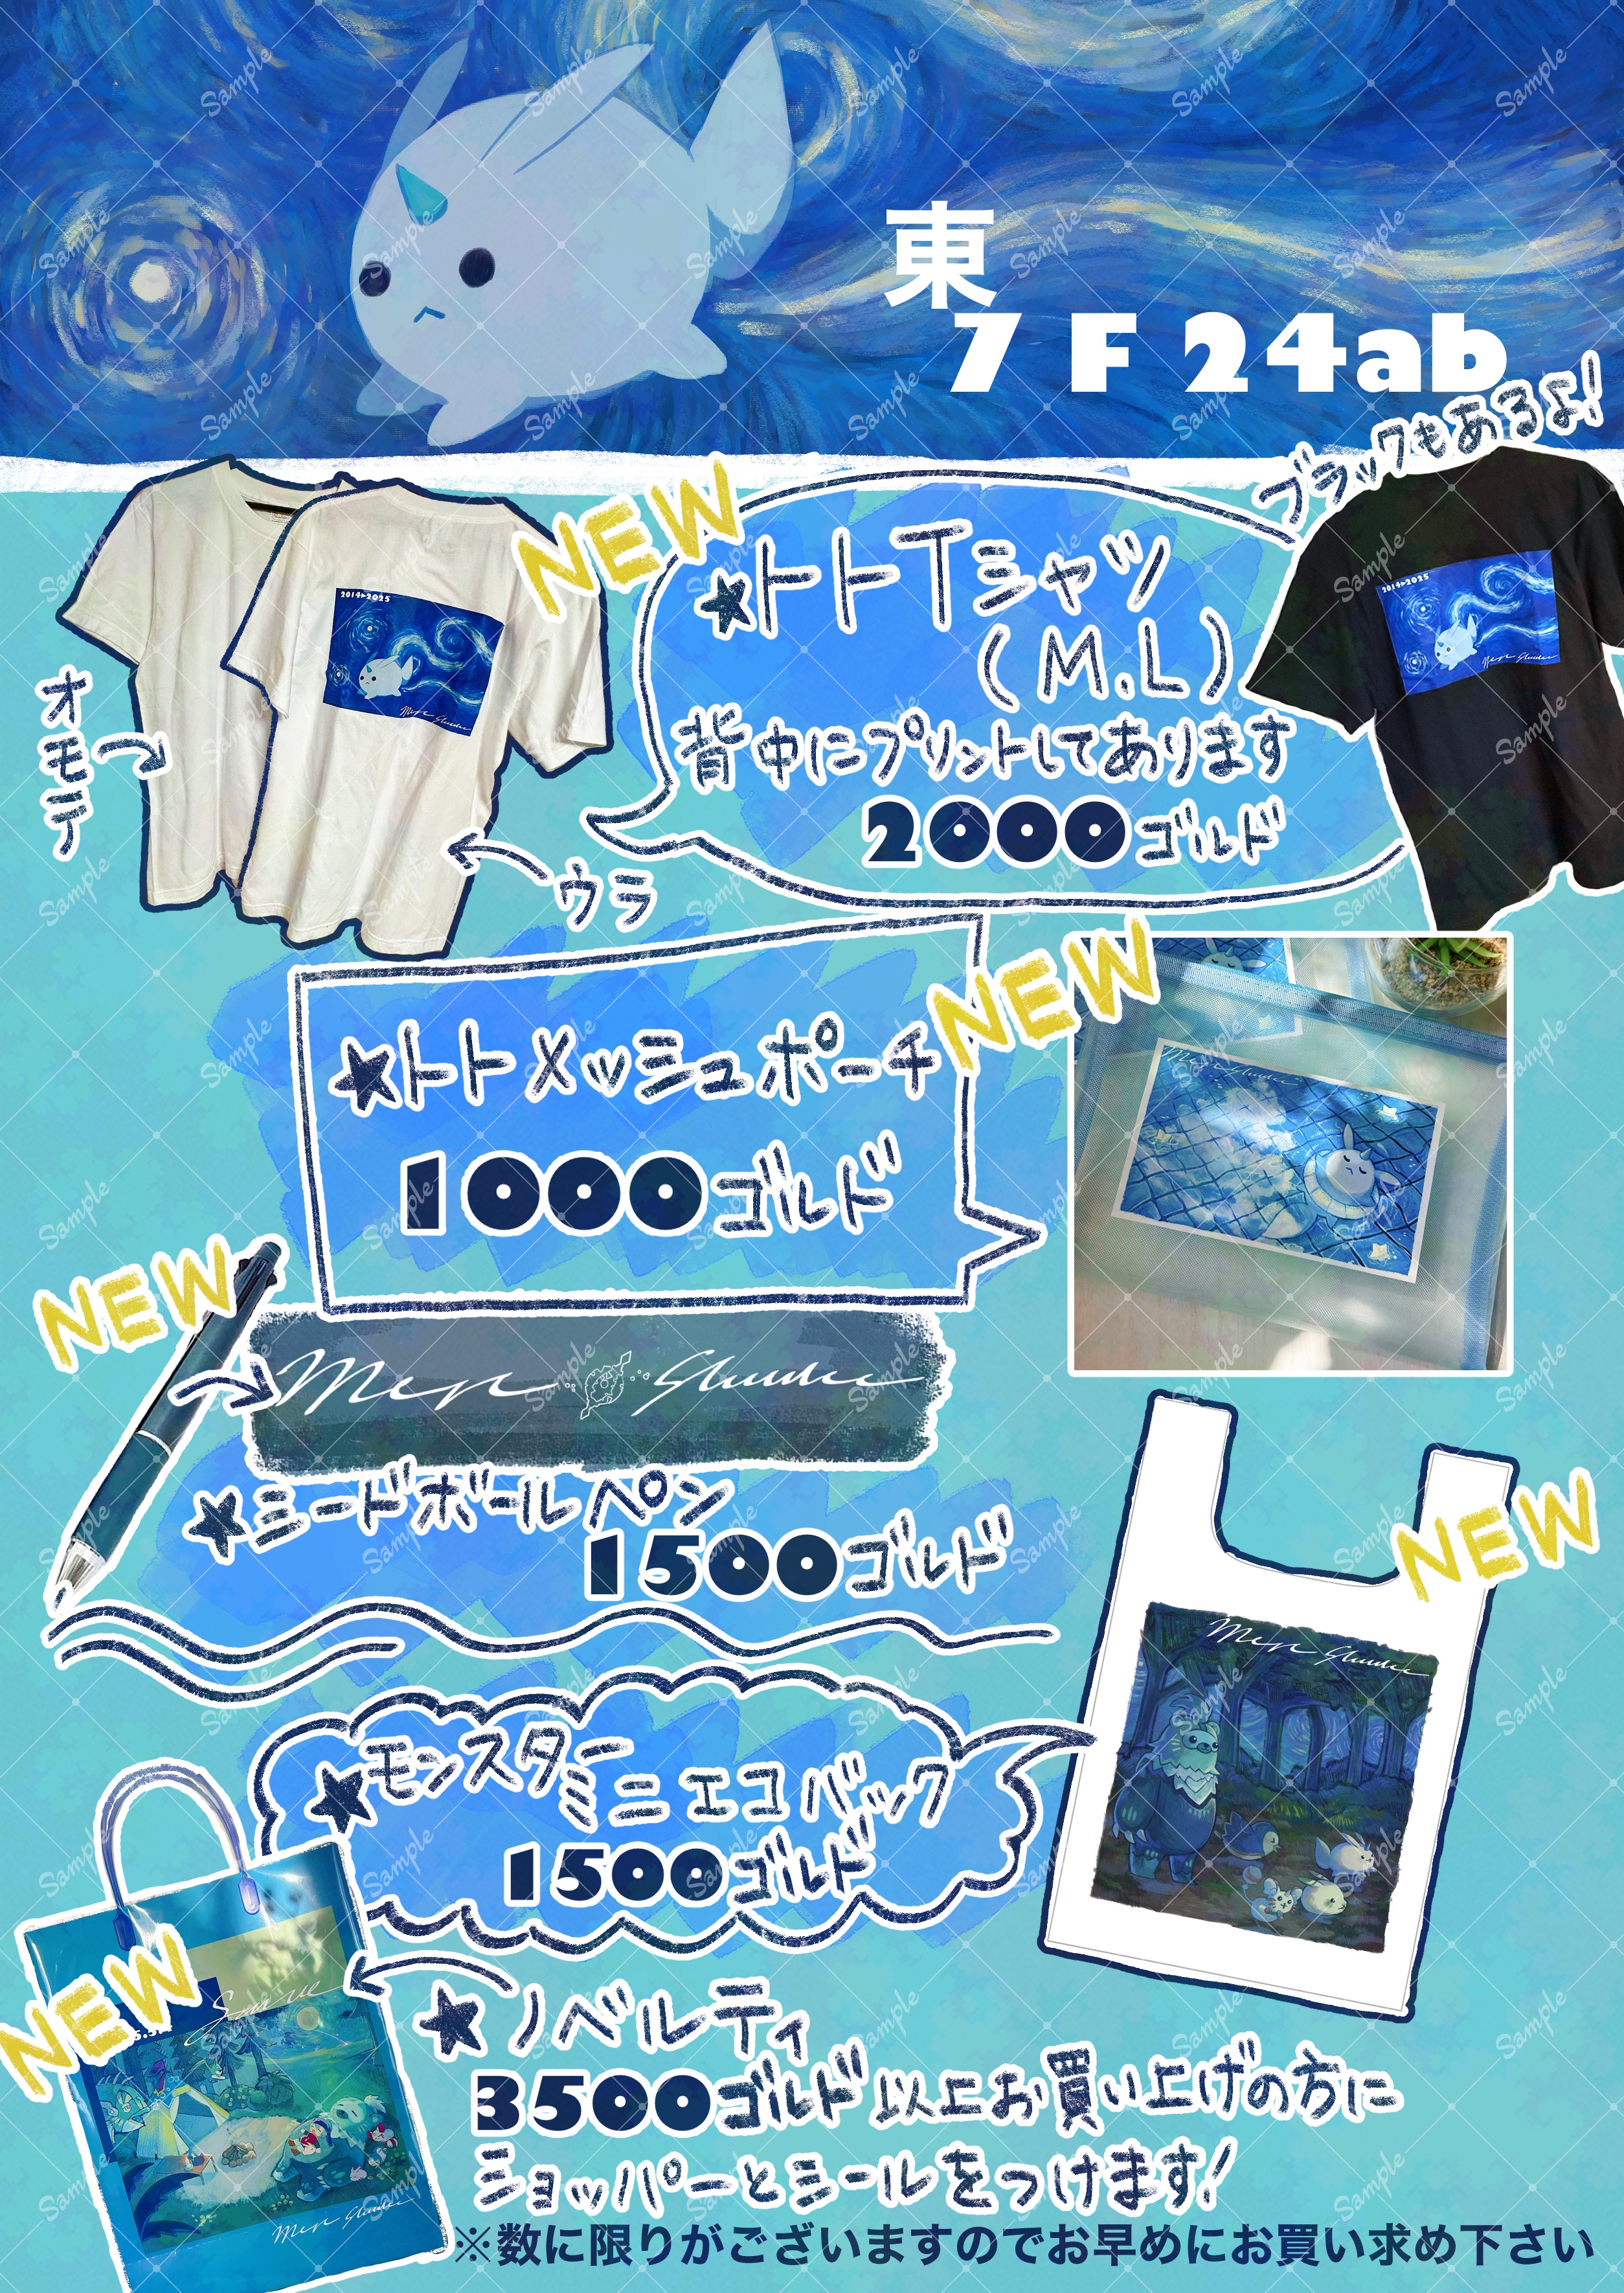 東
7F24ab
ブラックもあるよ!
NEW
★トトTシャツ
(M.L)
背中にプリントしてあります
2000ゴルド
オモテ
ウラ
2014▶2025
2014▶2025
NEW
★トトメッシュポーチ
1000ゴルド
NEW
★ミードボールペン
1500ゴルド
NEW
★モンスター
ミニエコバック
1500ゴルド
NEW
★ノベルティ
3500ゴルド以上お買い上げの方に
ショッパーとシールをつけます!
※数に限りがございますのでお早めにお買い求め下さい
Sample